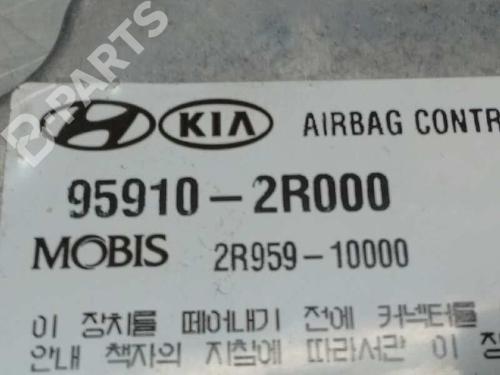 B-PARTS
KIA AIRBAG CONTR
95910-2R000
MOBIS 2R959-10000
이 장치를 떼어내기 전에 커넥터를
안내 책자의 지침에 따라서만 이 장